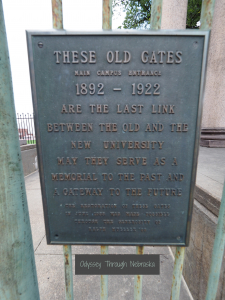 THESE OLD GATES
MAIN CAMPUS ENTRANCE
1892 - 1922
ARE THE LAST LINK
BETWEEN THE OLD AND THE
NEW UNIVERSITY
MAY THEY SERVE AS A
MEMORIAL TO THE PAST AND
A GATEWAY TO THE FUTURE
Odyssey Through Nebraska